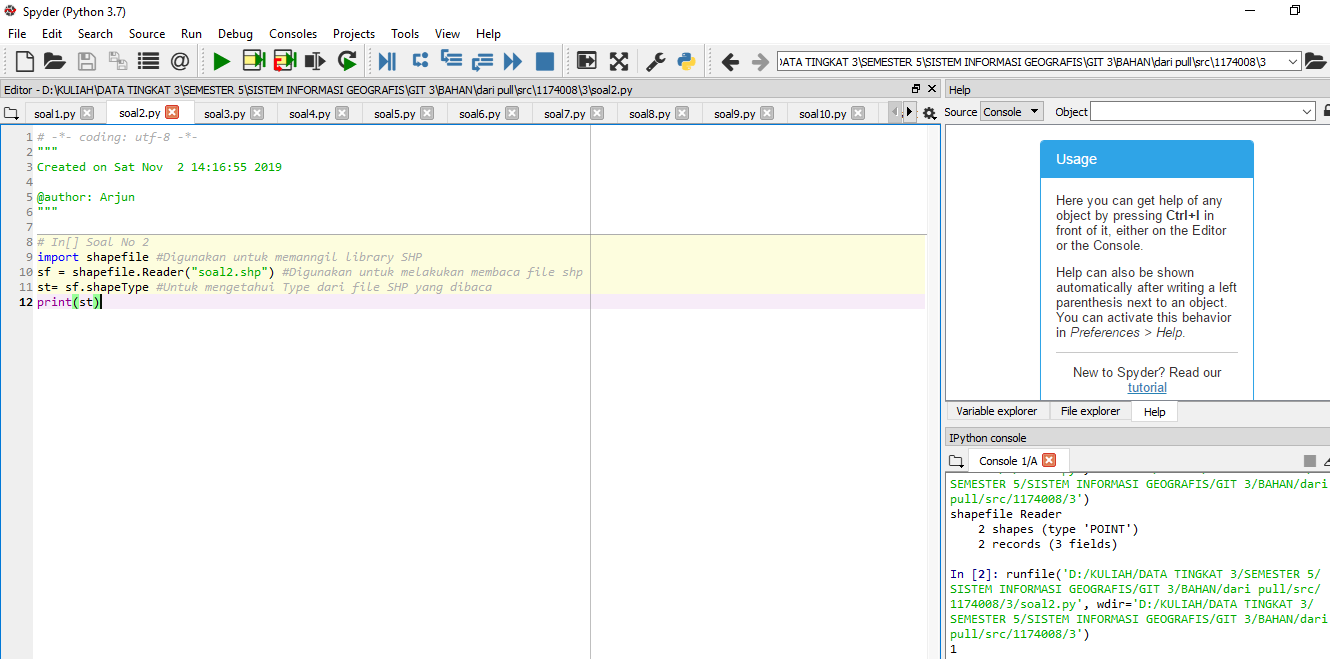 Spyder (Python 3.7)
File Edit Search Source Run Debug Consoles Projects Tools View Help
)ATA TINGKAT 3\SEMESTER 5\SISTEM INFORMASI GEOGRAFIS\GIT 3\BAHAN\dari pull\src\1174008\3
Editor - D:\KULIAH\DATA TINGKAT 3\SEMESTER 5\SISTEM INFORMASI GEOGRAFIS\GIT 3\BAHAN\dari pull\src\1174008\3\soal2.py
soal1.py soal2.py soal3.py soal4.py soal5.py soal6.py soal7.py soal8.py soal9.py soal10.py
1 # -*- coding: utf-8 -*-
2 """
3 Created on Sat Nov  2 14:16:55 2019
4
5 @author: Arjun
6 """
7
8 # In[] Soal No 2
9 import shapefile #Digunakan untuk memanngil library SHP
10 sf = shapefile.Reader("soal2.shp") #Digunakan untuk melakukan membaca file shp
11 st= sf.shapeType #Untuk mengetahui Type dari file SHP yang dibaca
12 print(st)
Help
Source Console Object
Usage
Here you can get help of any
object by pressing Ctrl+I in
front of it, either on the Editor
or the Console.
Help can also be shown
automatically after writing a left
parenthesis next to an object.
You can activate this behavior
in Preferences > Help.
New to Spyder? Read our
tutorial
Variable explorer File explorer Help
IPython console
Console 1/A
SEMESTER 5/SISTEM INFORMASI GEOGRAFIS/GIT 3/BAHAN/dari
pull/src/1174008/3')
shapefile Reader
    2 shapes (type 'POINT')
    2 records (3 fields)
In [2]: runfile('D:/KULIAH/DATA TINGKAT 3/SEMESTER 5/
SISTEM INFORMASI GEOGRAFIS/GIT 3/BAHAN/dari pull/src/
1174008/3/soal2.py', wdir='D:/KULIAH/DATA TINGKAT 3/
SEMESTER 5/SISTEM INFORMASI GEOGRAFIS/GIT 3/BAHAN/dari
pull/src/1174008/3')
1